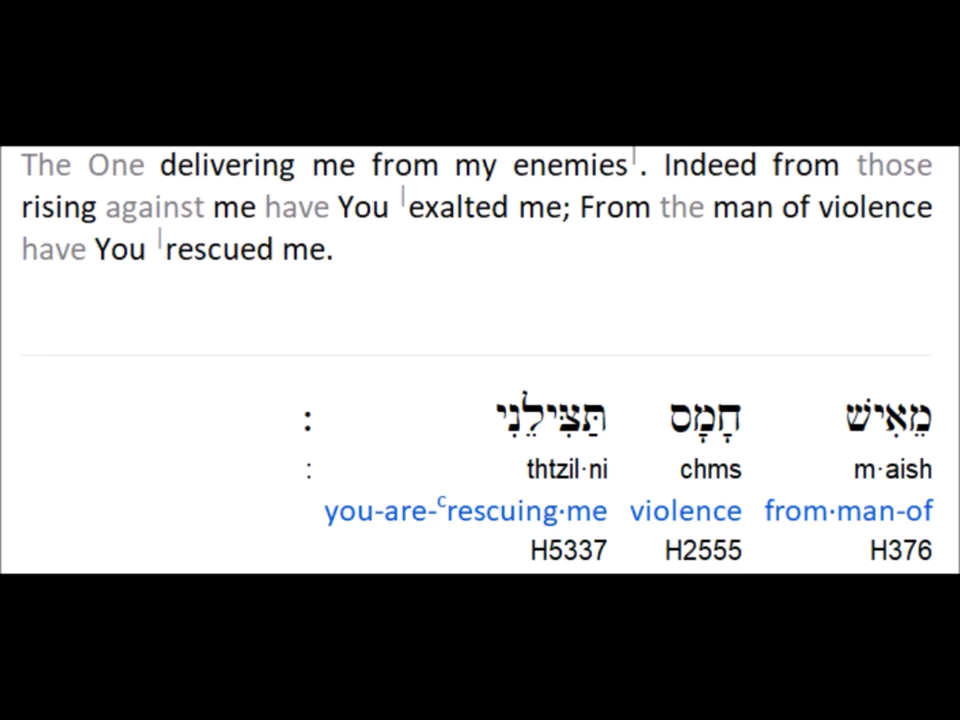 The One delivering me from my enemies|. Indeed from those
rising against me have You |exalted me; From the man of violence
have You |rescued me.
מֵאִישׁ חָמָס תַּצִּילֵנִי :
m·aish chms thtzil·ni :
from·man-of violence you-are-ᶜrescuing·me
H376 H2555 H5337